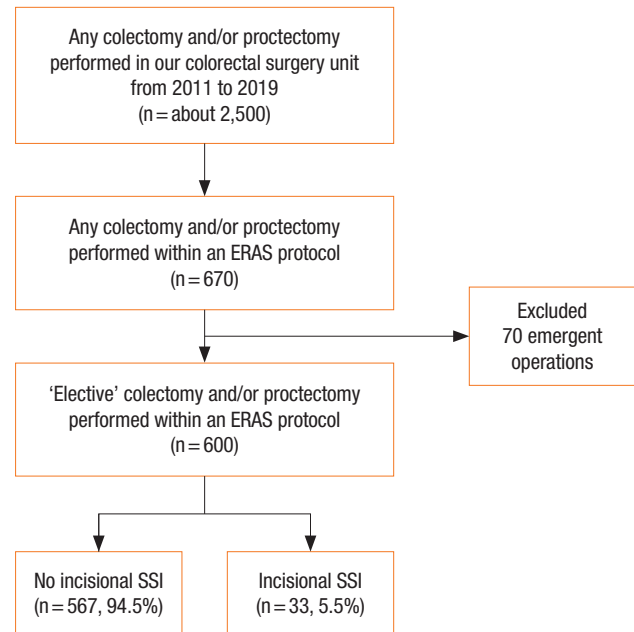 Any colectomy and/or proctectomy
performed in our colorectal surgery unit
from 2011 to 2019
(n = about 2,500)
Any colectomy and/or proctectomy
performed within an ERAS protocol
(n = 670)
Excluded
70 emergent
operations
‘Elective’ colectomy and/or proctectomy
performed within an ERAS protocol
(n = 600)
No incisional SSI
(n = 567, 94.5%)
Incisional SSI
(n = 33, 5.5%)